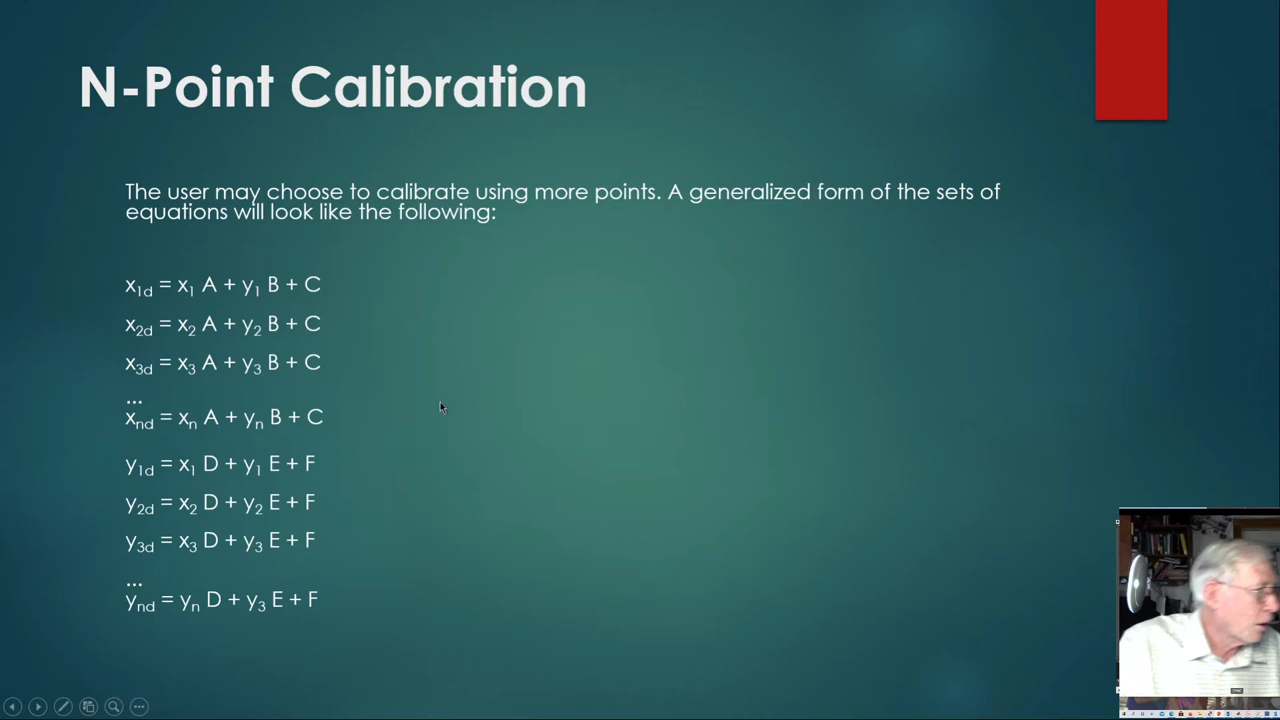 N-Point Calibration
The user may choose to calibrate using more points. A generalized form of the sets of
equations will look like the following:
x₁d = x₁ A + y₁ B + C
x₂d = x₂ A + y₂ B + C
x₃d = x₃ A + y₃ B + C
...
xnd = xn A + yn B + C
y₁d = x₁ D + y₁ E + F
y₂d = x₂ D + y₂ E + F
y₃d = x₃ D + y₃ E + F
...
ynd = yn D + y₃ E + F